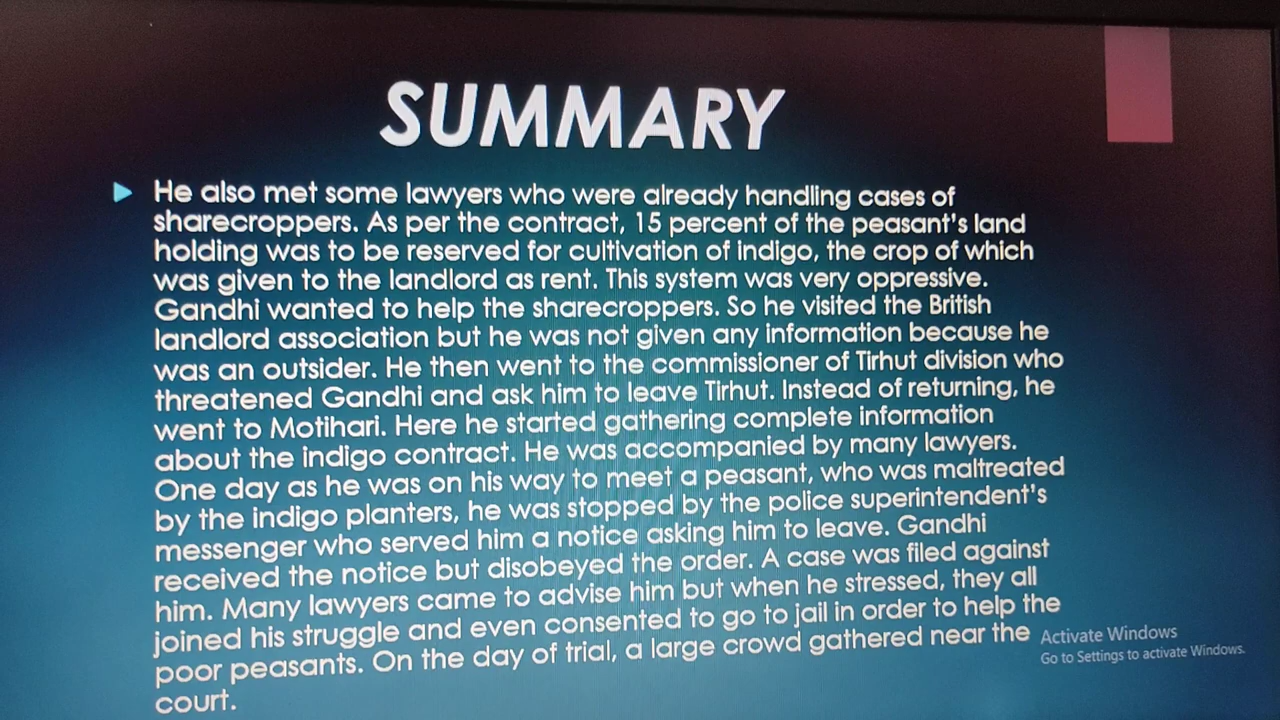 SUMMARY
He also met some lawyers who were already handling cases of
sharecroppers. As per the contract, 15 percent of the peasant's land
holding was to be reserved for cultivation of indigo, the crop of which
was given to the landlord as rent. This system was very oppressive.
Gandhi wanted to help the sharecroppers. So he visited the British
landlord association but he was not given any information because he
was an outsider. He then went to the commissioner of Tirhut division who
threatened Gandhi and ask him to leave Tirhut. Instead of returning, he
went to Motihari. Here he started gathering complete information
about the indigo contract. He was accompanied by many lawyers.
One day as he was on his way to meet a peasant, who was maltreated
by the indigo planters, he was stopped by the police superintendent's
messenger who served him a notice asking him to leave. Gandhi
received the notice but disobeyed the order. A case was filed against
him. Many lawyers came to advise him but when he stressed, they all
joined his struggle and even consented to go to jail in order to help the
poor peasants. On the day of trial, a large crowd gathered near the
court.
Activate Windows
Go to Settings to activate Windows.